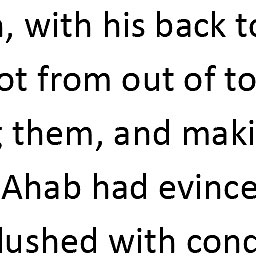 , with his back to
ot from out of to
them, and maki
Ahab had evince
lushed with conc